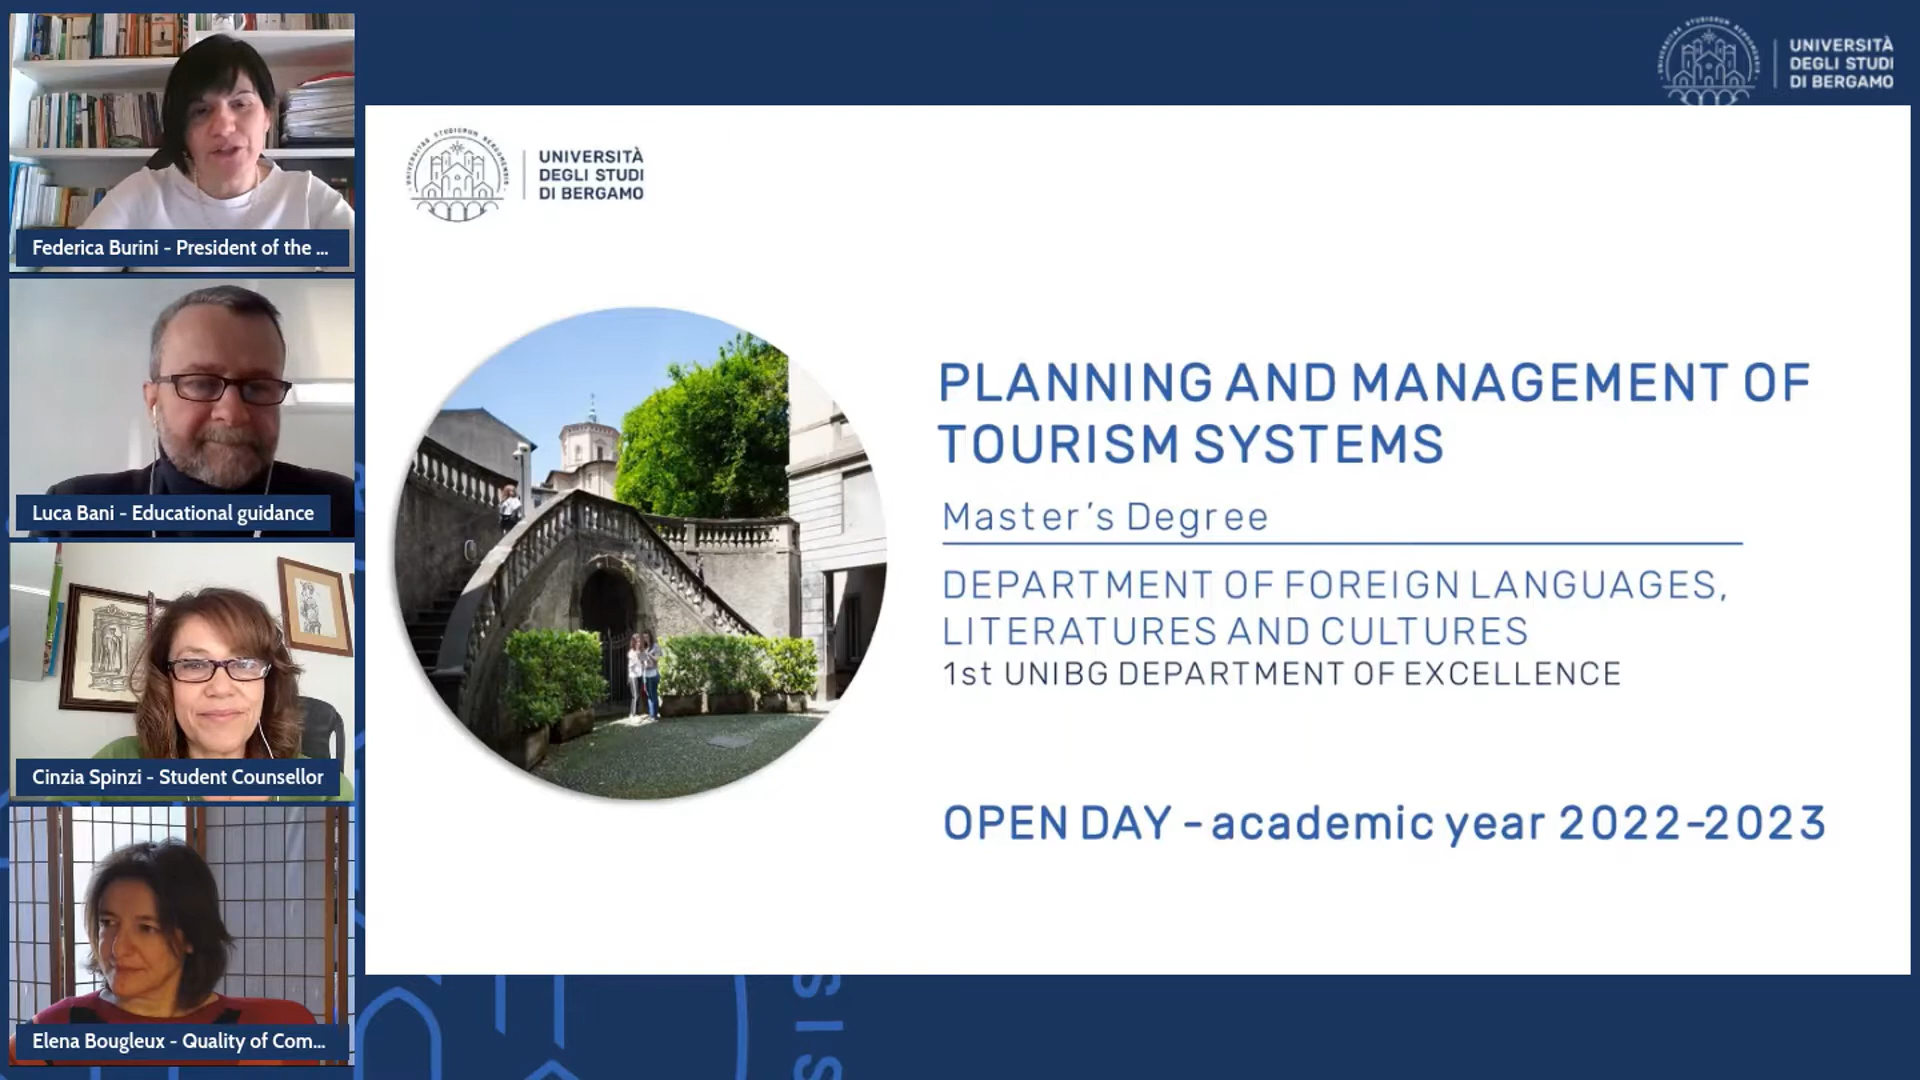 Federica Burini - President of the ...
Luca Bani - Educational guidance
Cinzia Spinzi - Student Counsellor
Elena Bougleux - Quality of Com...
UNIVERSITÀ
DEGLI STUDI
DI BERGAMO
UNIVERSITÀ
DEGLI STUDI
DI BERGAMO
PLANNING AND MANAGEMENT OF
TOURISM SYSTEMS
Master's Degree
DEPARTMENT OF FOREIGN LANGUAGES,
LITERATURES AND CULTURES
1st UNIBG DEPARTMENT OF EXCELLENCE
OPEN DAY - academic year 2022-2023